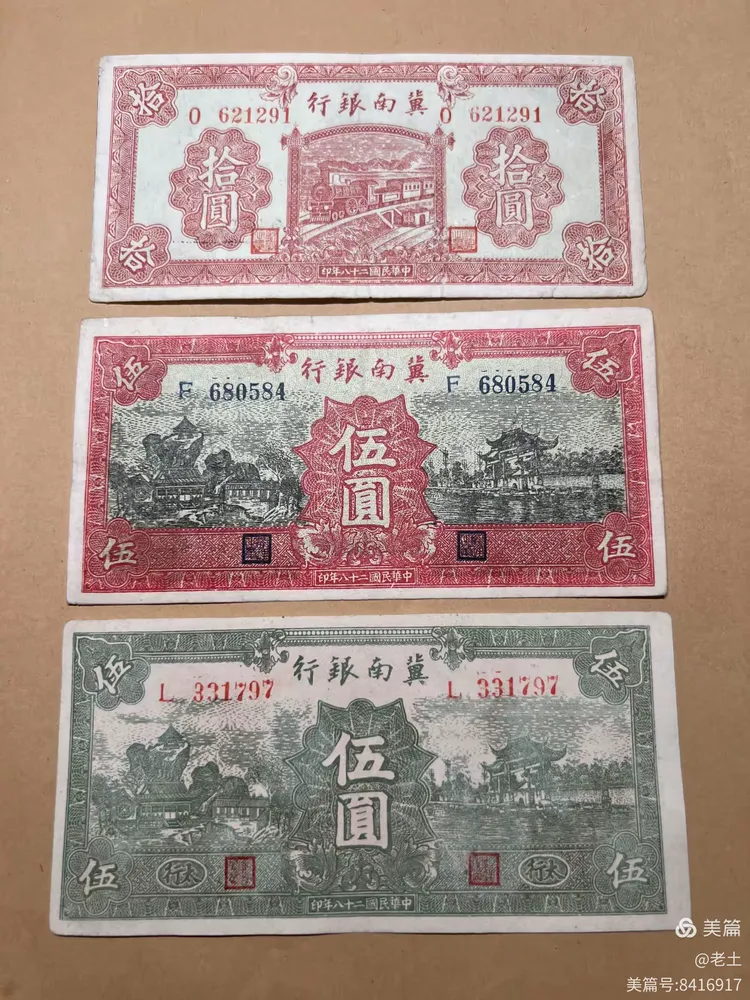 冀南銀行
拾 拾
O 621291 O 621291
拾圓 拾圓
拾 拾
中華民國二十八年印
冀南銀行
伍 伍
F 680584 F 680584
伍圓
伍 伍
中華民國二十八年印
冀南銀行
伍 伍
L 331797 L 331797
伍圓
太行 太行
伍 伍
中華民國二十八年印
美篇
@老土
美篇号:8416917